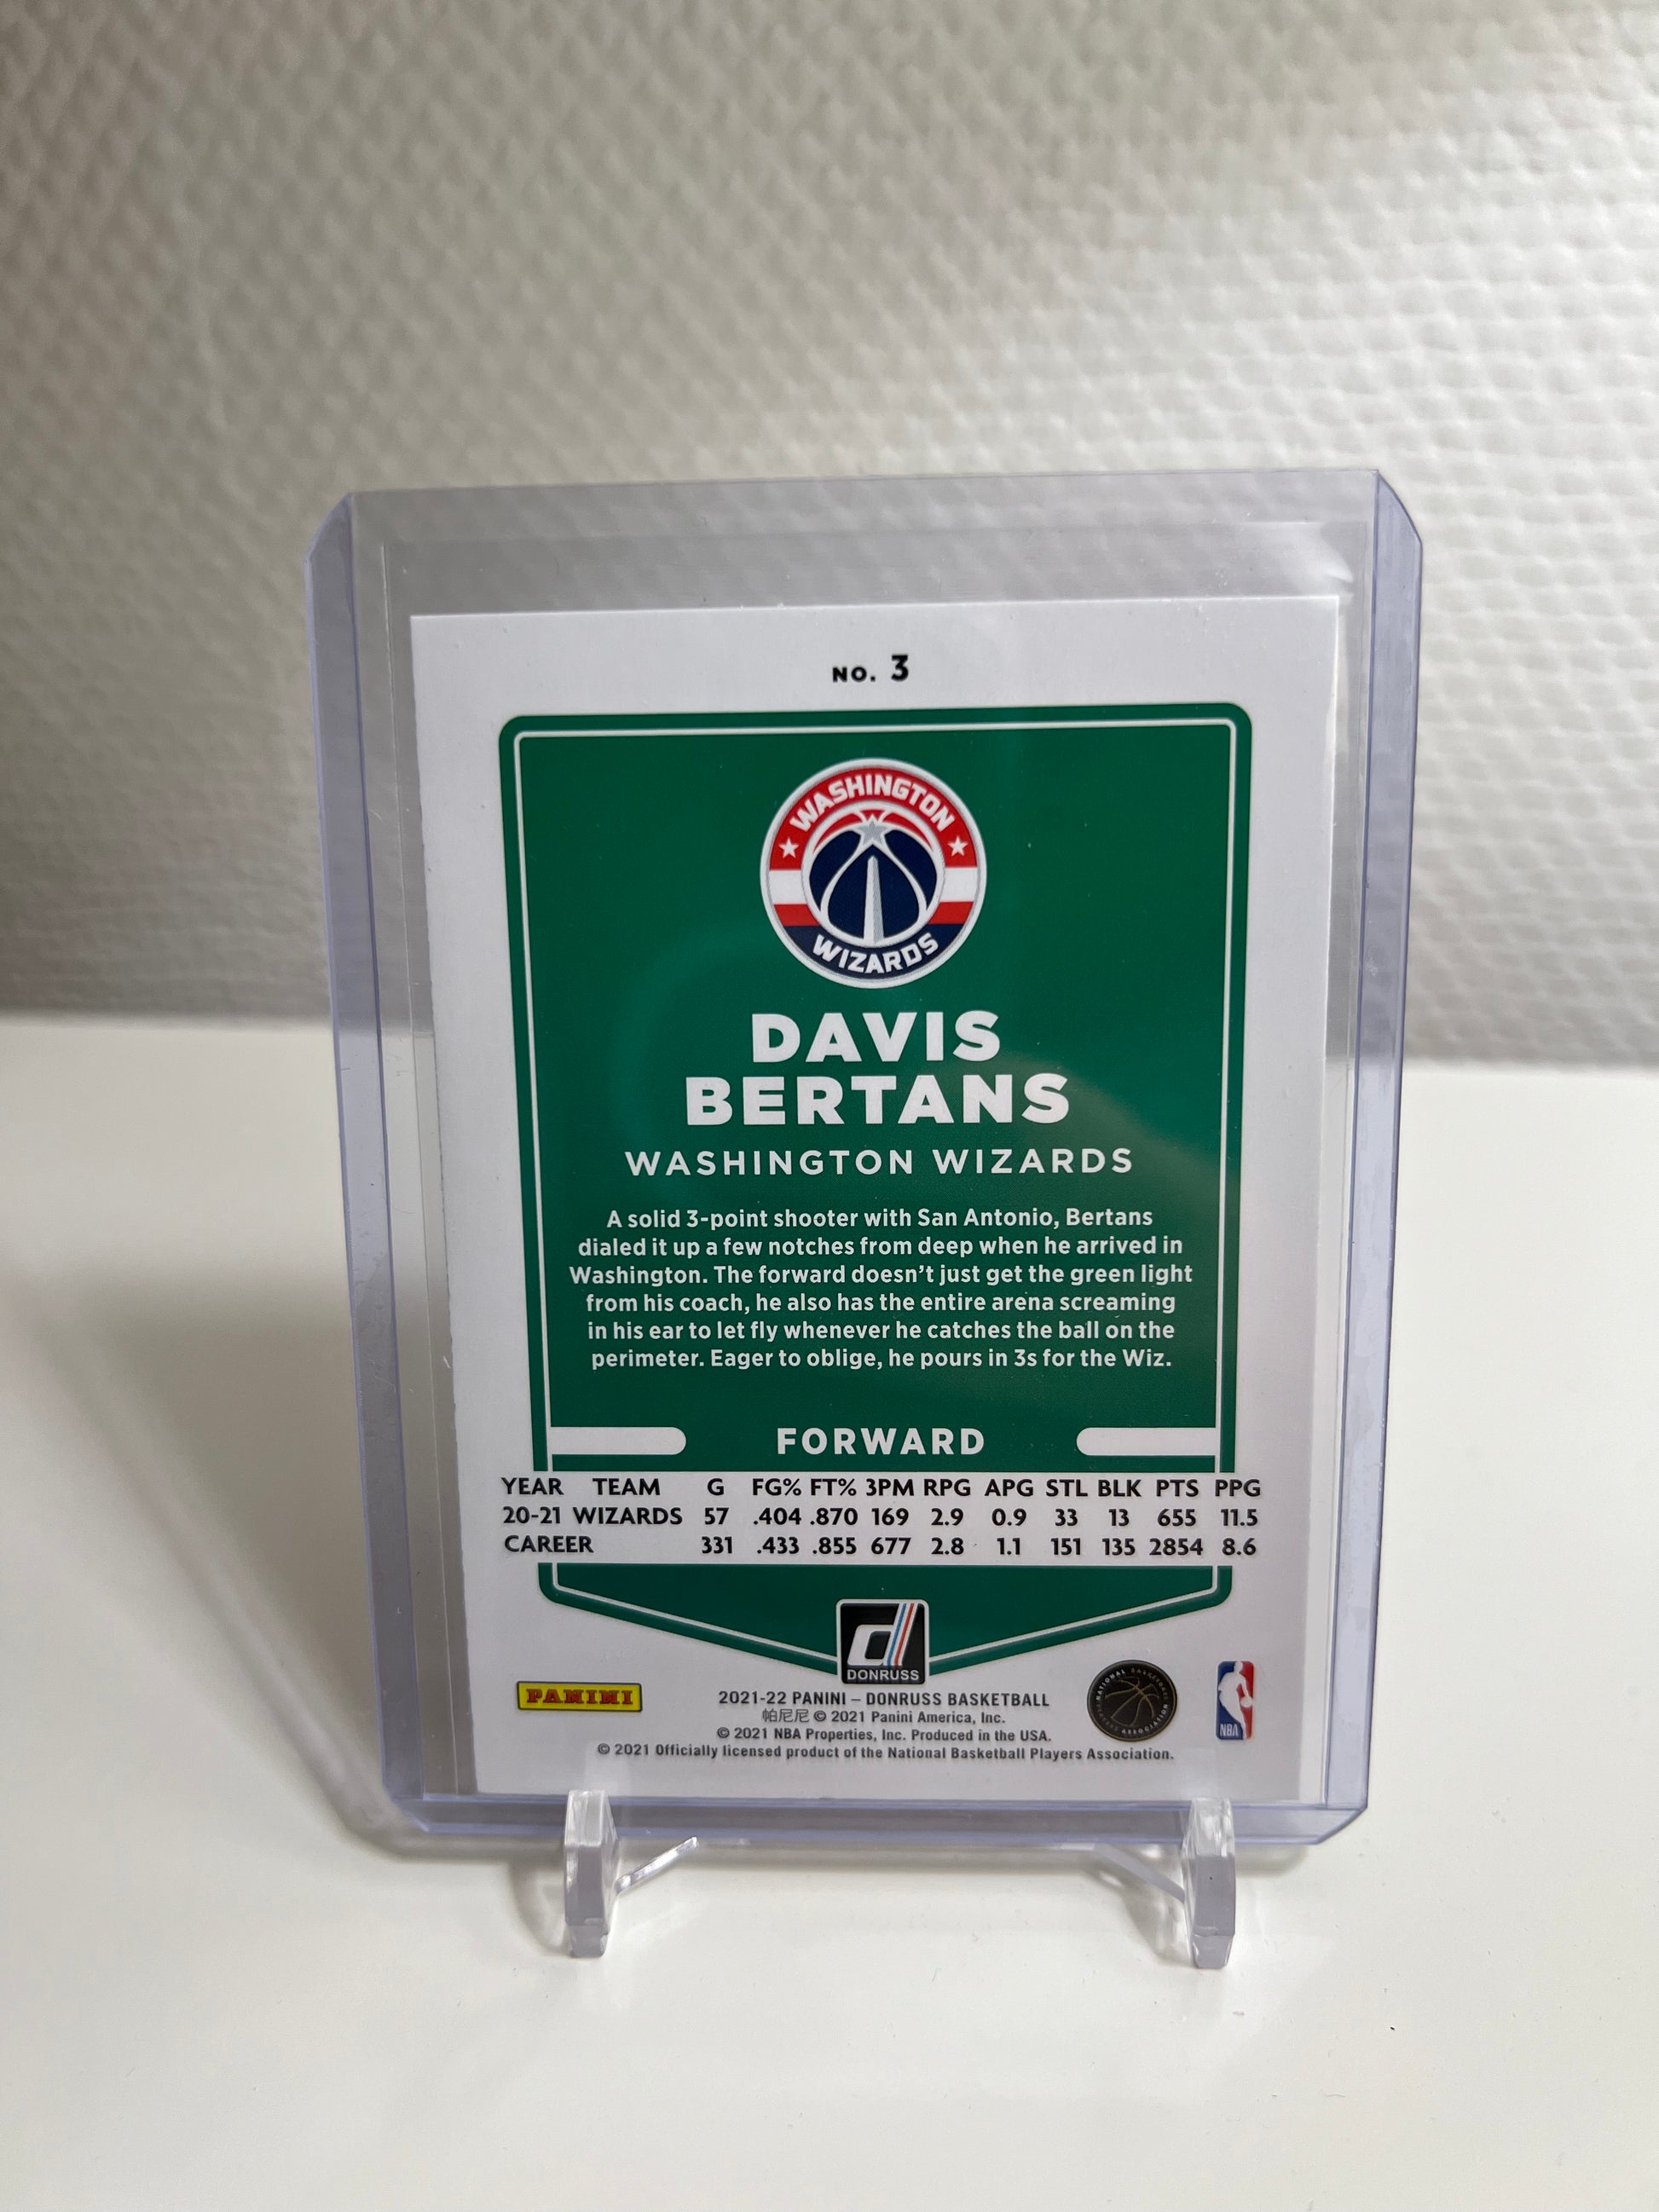 NO. 3
WASHINGTON
WIZARDS
DAVIS
BERTANS
WASHINGTON WIZARDS
A solid 3-point shooter with San Antonio, Bertans
dialed it up a few notches from deep when he arrived in
Washington. The forward doesn't just get the green light
from his coach, he also has the entire arena screaming
in his ear to let fly whenever he catches the ball on the
perimeter. Eager to oblige, he pours in 3s for the Wiz.
FORWARD
YEAR TEAM G FG% FT% 3PM RPG APG STL BLK PTS PPG
20-21 WIZARDS 57 .404 .870 169 2.9 0.9 33 13 655 11.5
CAREER 331 .433 .855 677 2.8 1.1 151 135 2854 8.6
DONRUSS
PANINI
2021-22 PANINI – DONRUSS BASKETBALL
帕尼尼 © 2021 Panini America, Inc.
© 2021 NBA Properties, Inc. Produced in the USA.
© 2021 Officially licensed product of the National Basketball Players Association.
NATIONAL BASKETBALL
PLAYERS ASSOCIATION
NBA